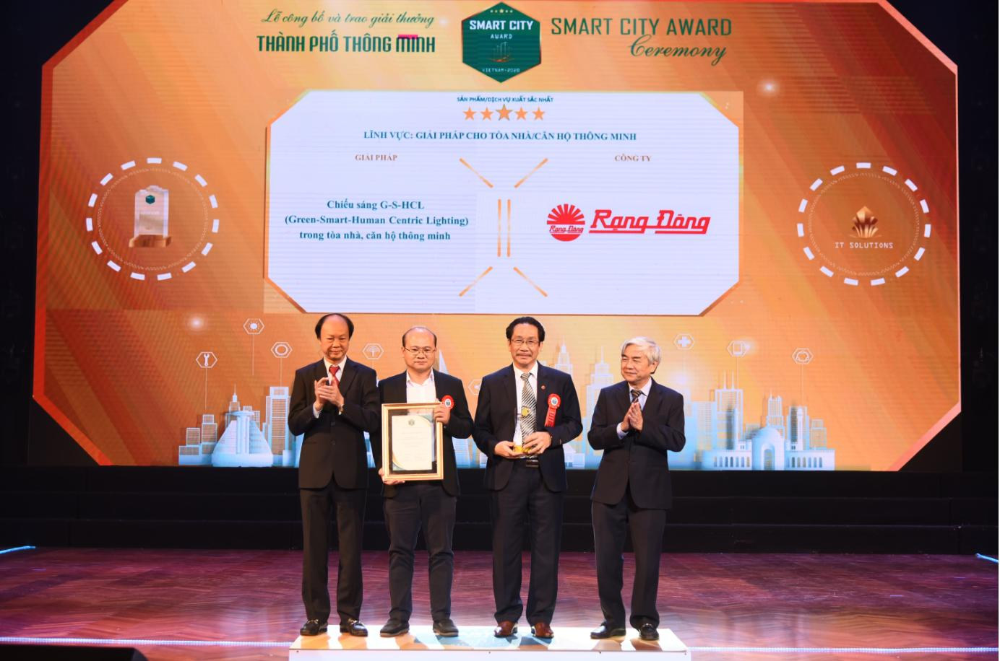 Lễ công bố và trao giải thưởng
THÀNH PHỐ THÔNG MINH
SMART CITY
AWARD
VIETNAM-2020
SMART CITY AWARD
Ceremony
SẢN PHẨM/DỊCH VỤ XUẤT SẮC NHẤT
LĨNH VỰC: GIẢI PHÁP CHO TÒA NHÀ/CĂN HỘ THÔNG MINH
GIẢI PHÁP
CÔNG TY
Chiếu sáng G-S-HCL
(Green-Smart-Human Centric Lighting)
trong tòa nhà, căn hộ thông minh
Rạng Đông
Rạng Đông
IT SOLUTIONS